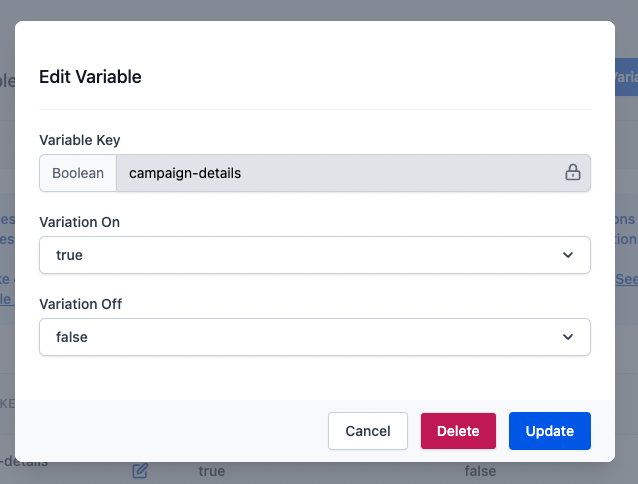 Edit Variable
Variable Key
Boolean campaign-details
Variation On
true
Variation Off
false
Cancel Delete Update
See
-details true false